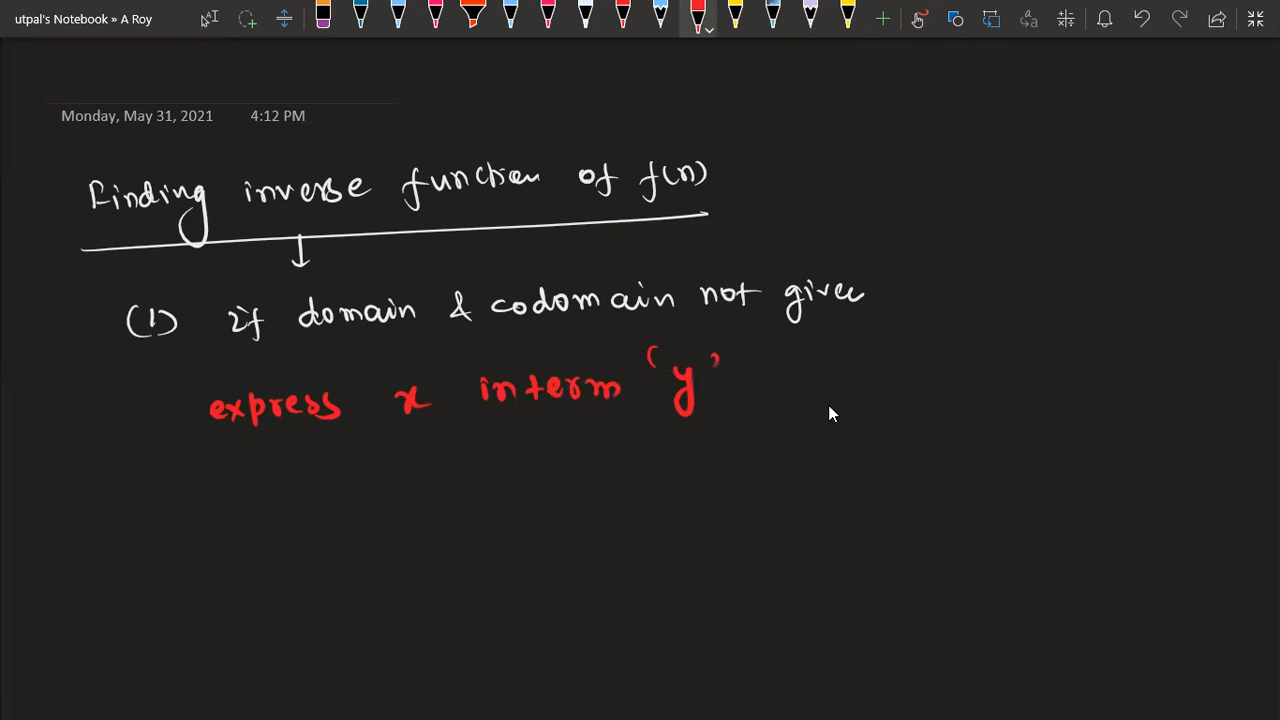 utpal's Notebook » A Roy
Monday, May 31, 2021 4:12 PM
Finding inverse function of f(n)
(1) if domain & codomain not given
express x interm 'y'